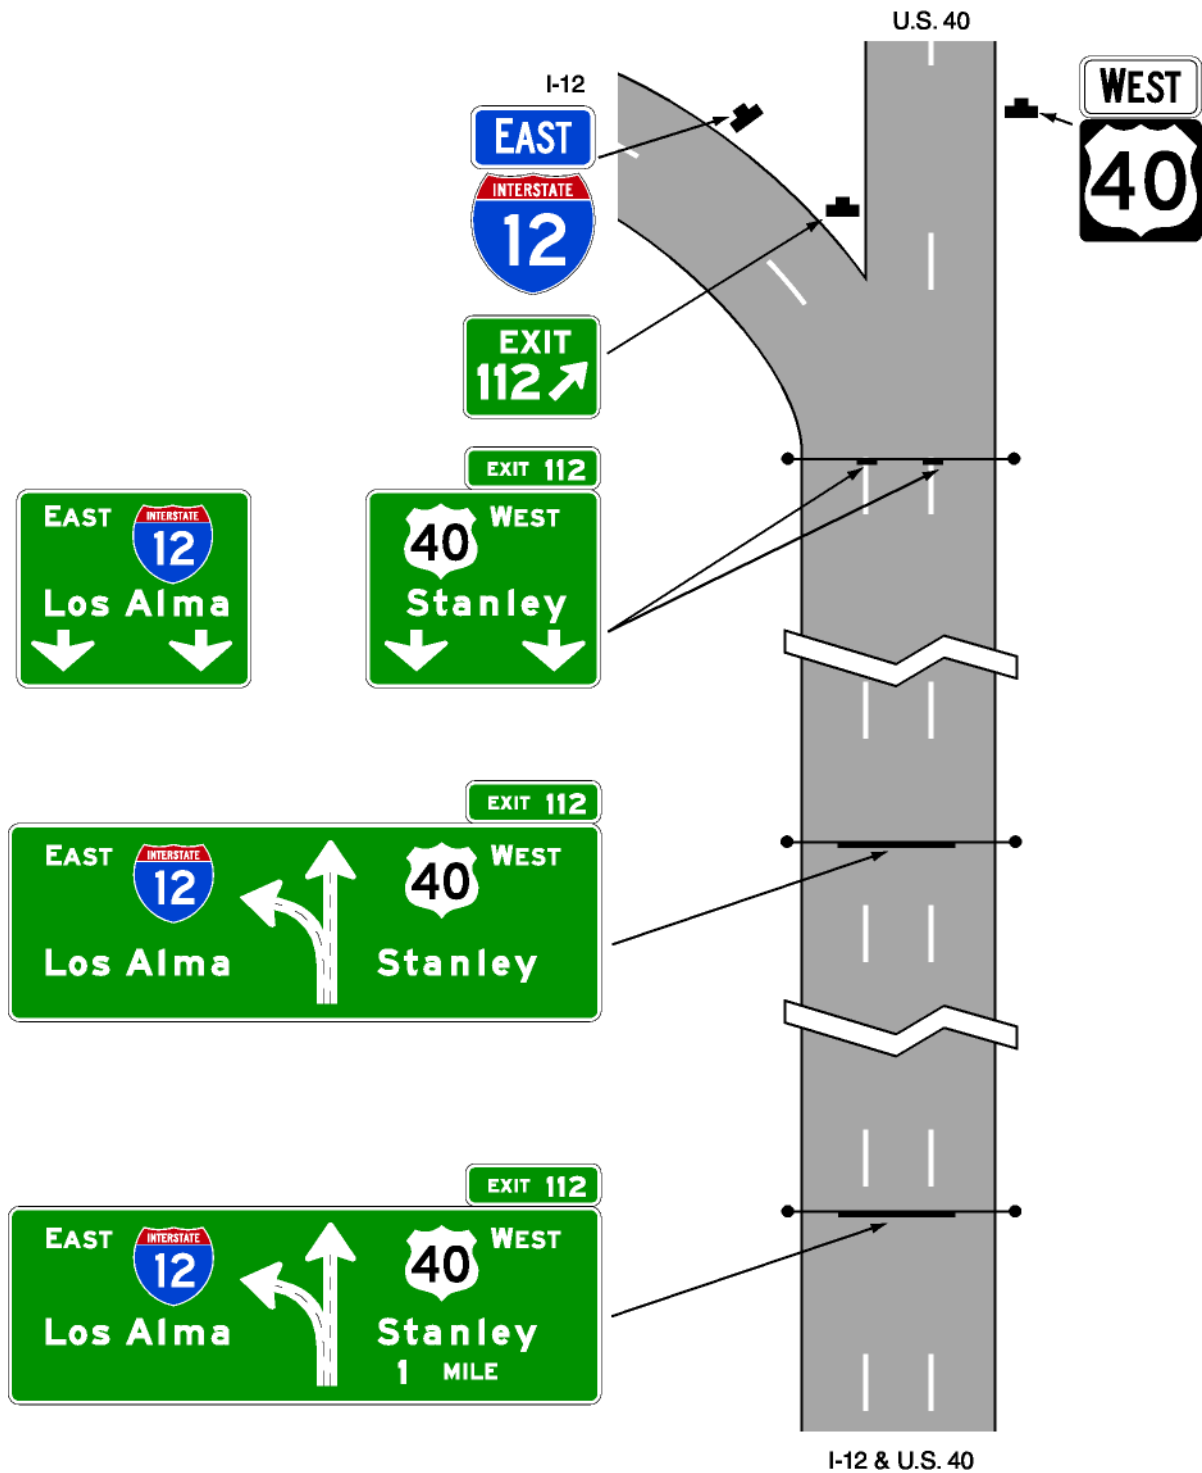 U.S. 40
I-12
WEST
40
EAST
INTERSTATE
12
EXIT
112
EXIT 112
EAST INTERSTATE 12
Los Alma
40 WEST
Stanley
EXIT 112
EAST INTERSTATE 12 40 WEST
Los Alma Stanley
EXIT 112
EAST INTERSTATE 12 40 WEST
Los Alma Stanley
1 MILE
I-12 & U.S. 40